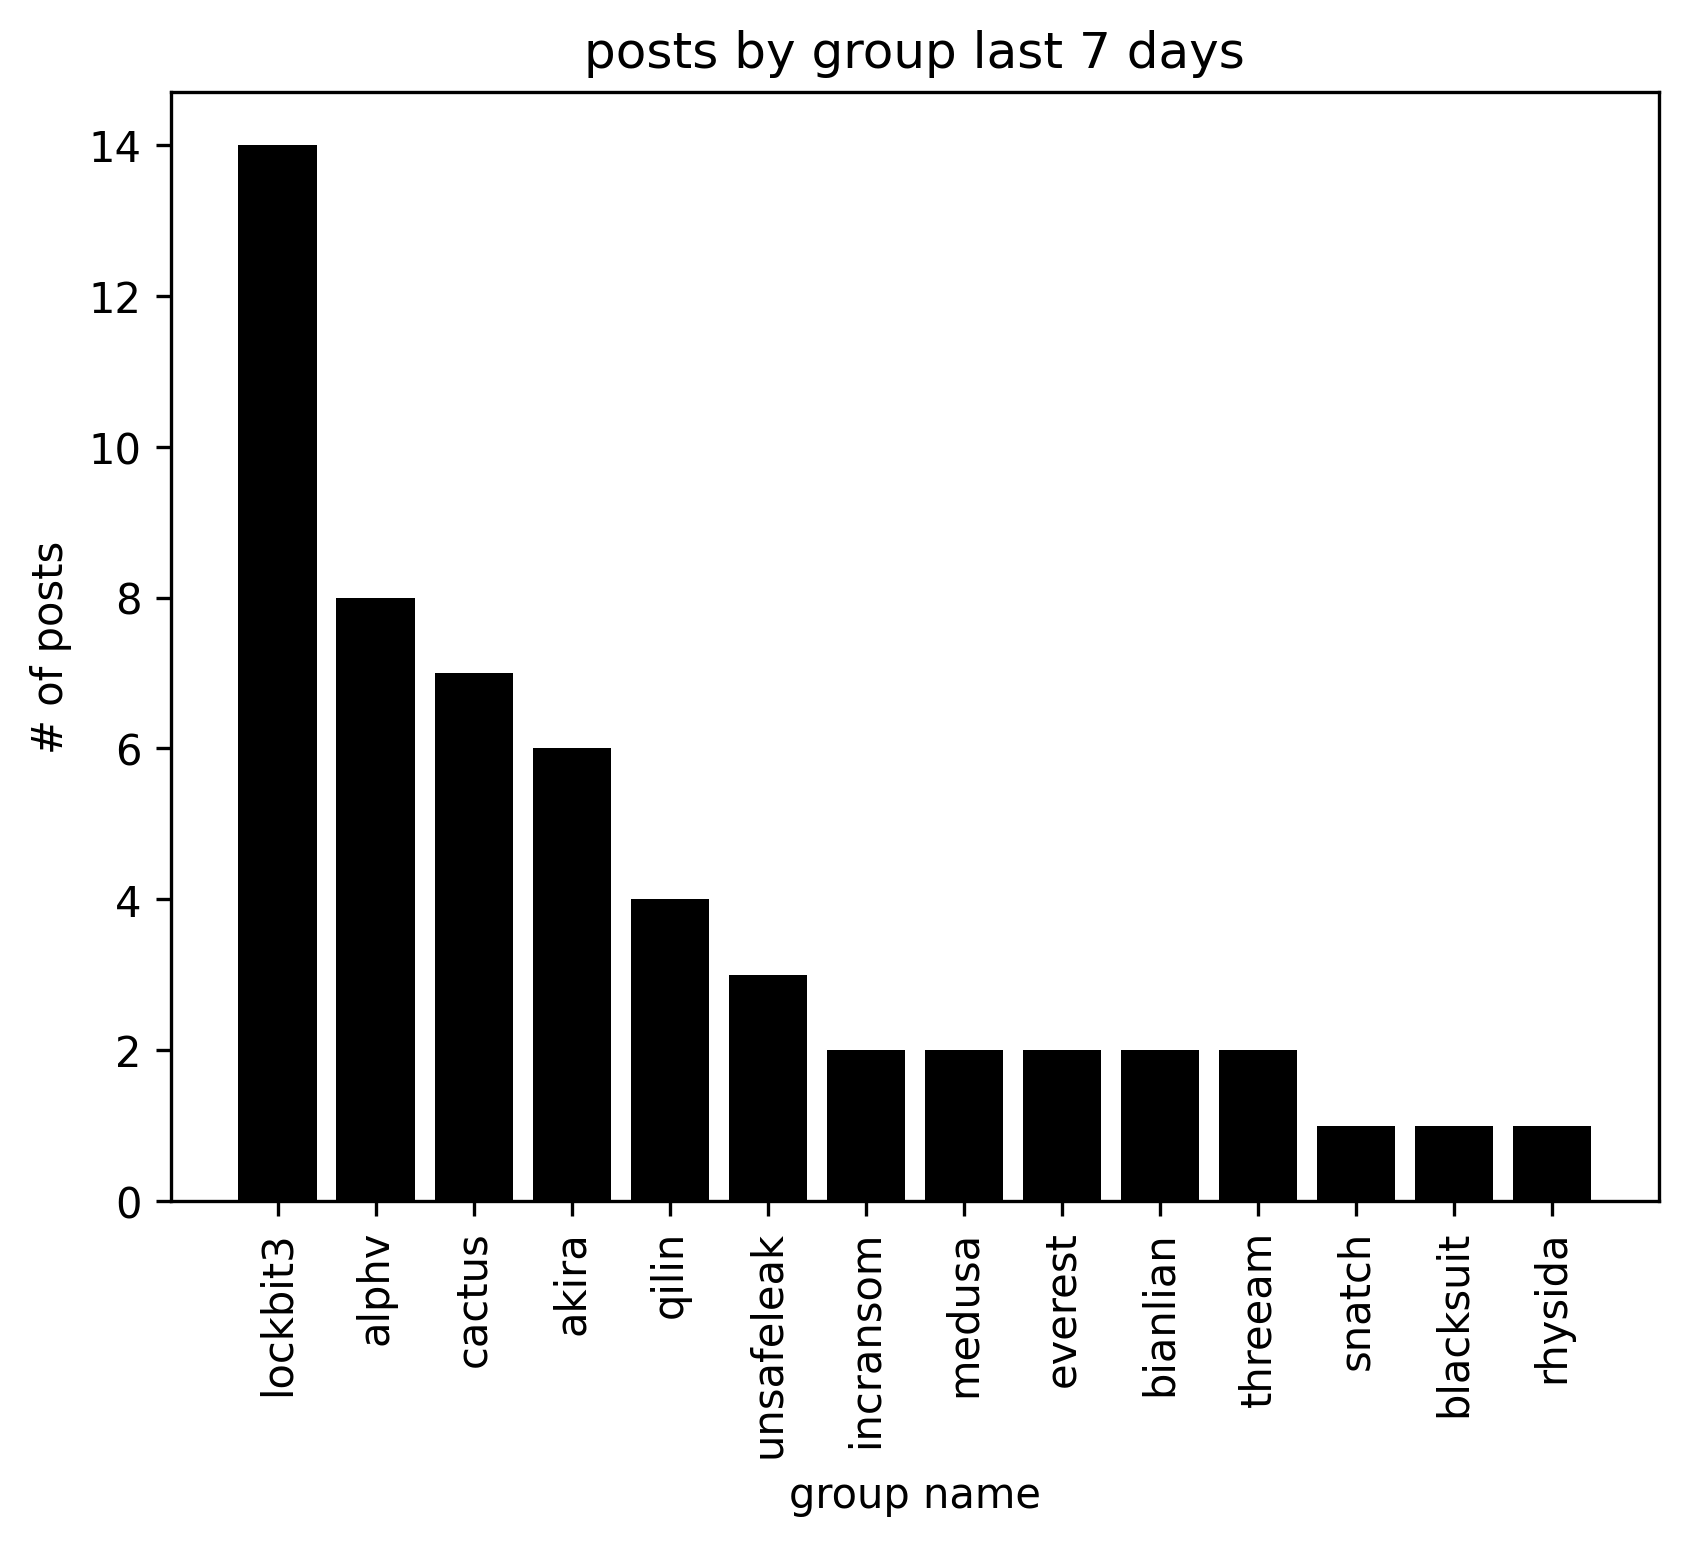 posts by group last 7 days
14
12
10
8
6
4
2
0
# of posts
lockbit3
alphv
cactus
akira
qilin
unsafeleak
incransom
medusa
everest
bianlian
threeam
snatch
blacksuit
rhysida
group name